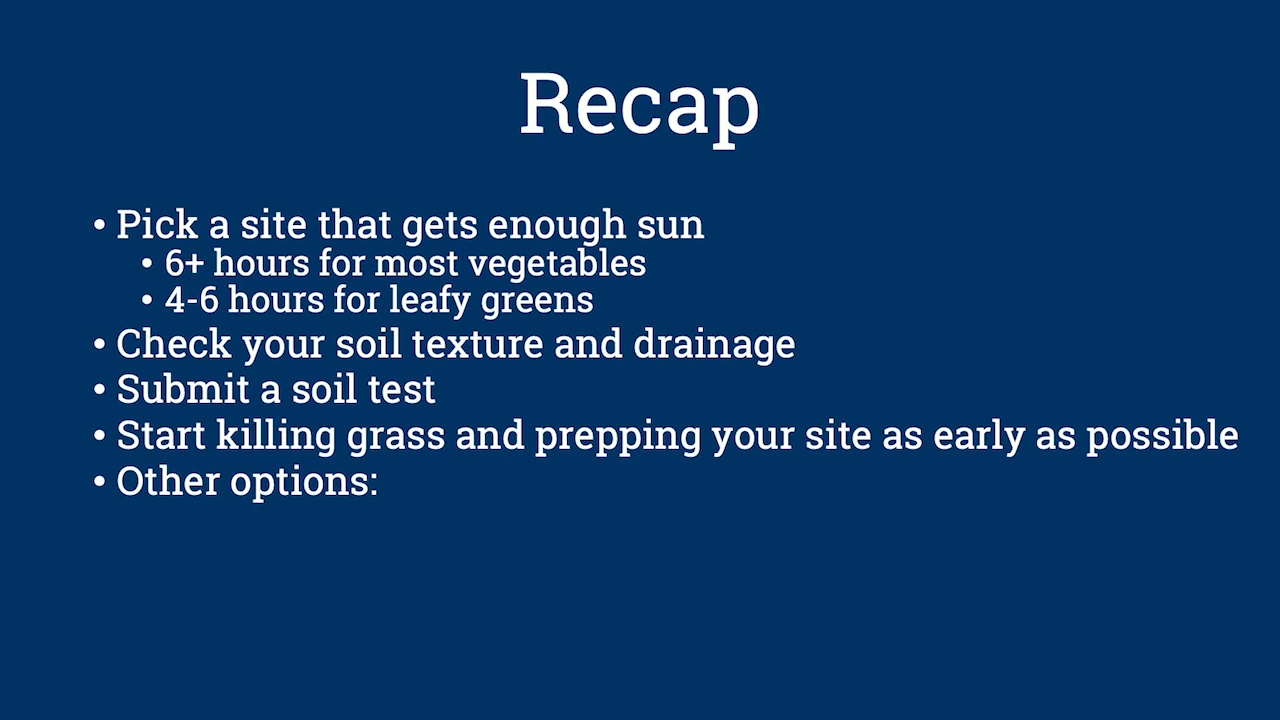 Recap
• Pick a site that gets enough sun
• 6+ hours for most vegetables
• 4-6 hours for leafy greens
• Check your soil texture and drainage
• Submit a soil test
• Start killing grass and prepping your site as early as possible
• Other options: